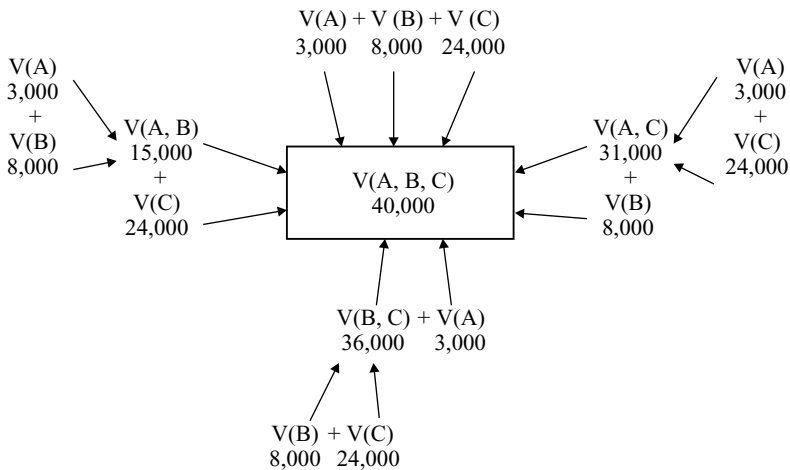 V(A) + V (B) + V (C)
3,000 8,000 24,000
V(A)
3,000
+
V(B)
8,000
V(A, B)
15,000
+
V(C)
24,000
V(A, B, C)
40,000
V(A, C)
31,000
+
V(B)
8,000
V(A)
3,000
+
V(C)
24,000
V(B, C) + V(A)
36,000 3,000
V(B) + V(C)
8,000 24,000